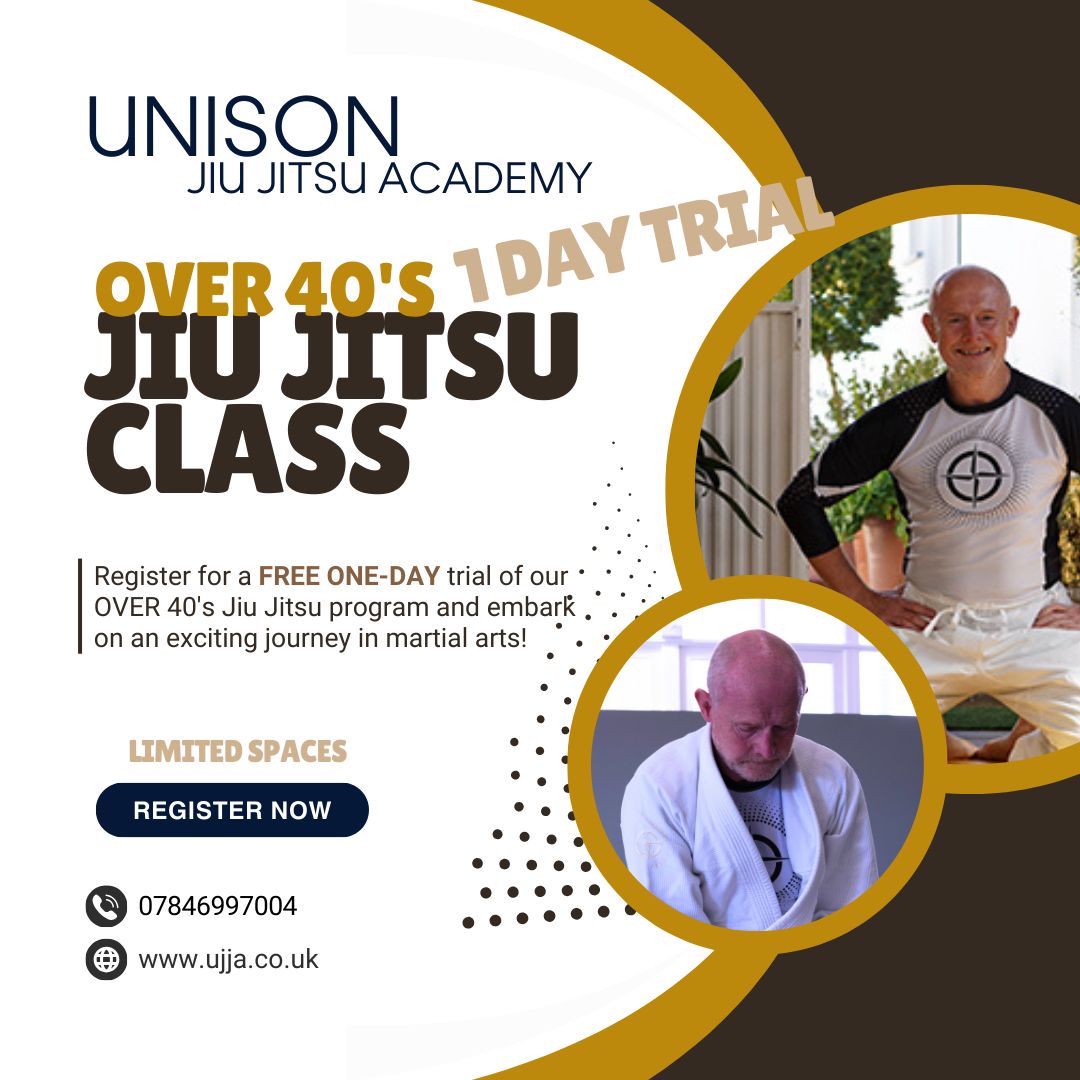 UNISON
JIU JITSU ACADEMY
OVER 40'S 1 DAY TRIAL
JIU JITSU
CLASS
Register for a FREE ONE-DAY trial of our
OVER 40's Jiu Jitsu program and embark
on an exciting journey in martial arts!
LIMITED SPACES
REGISTER NOW
07846997004
www.ujja.co.uk